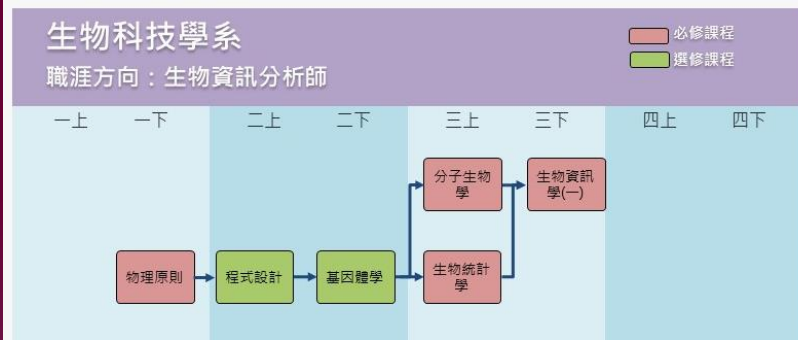 生物科技學系
職涯方向：生物資訊分析師
必修課程
選修課程
一上 一下 二上 二下 三上 三下 四上 四下
分子生物
學
生物資訊
學(一)
物理原則
程式設計
基因體學
生物統計
學